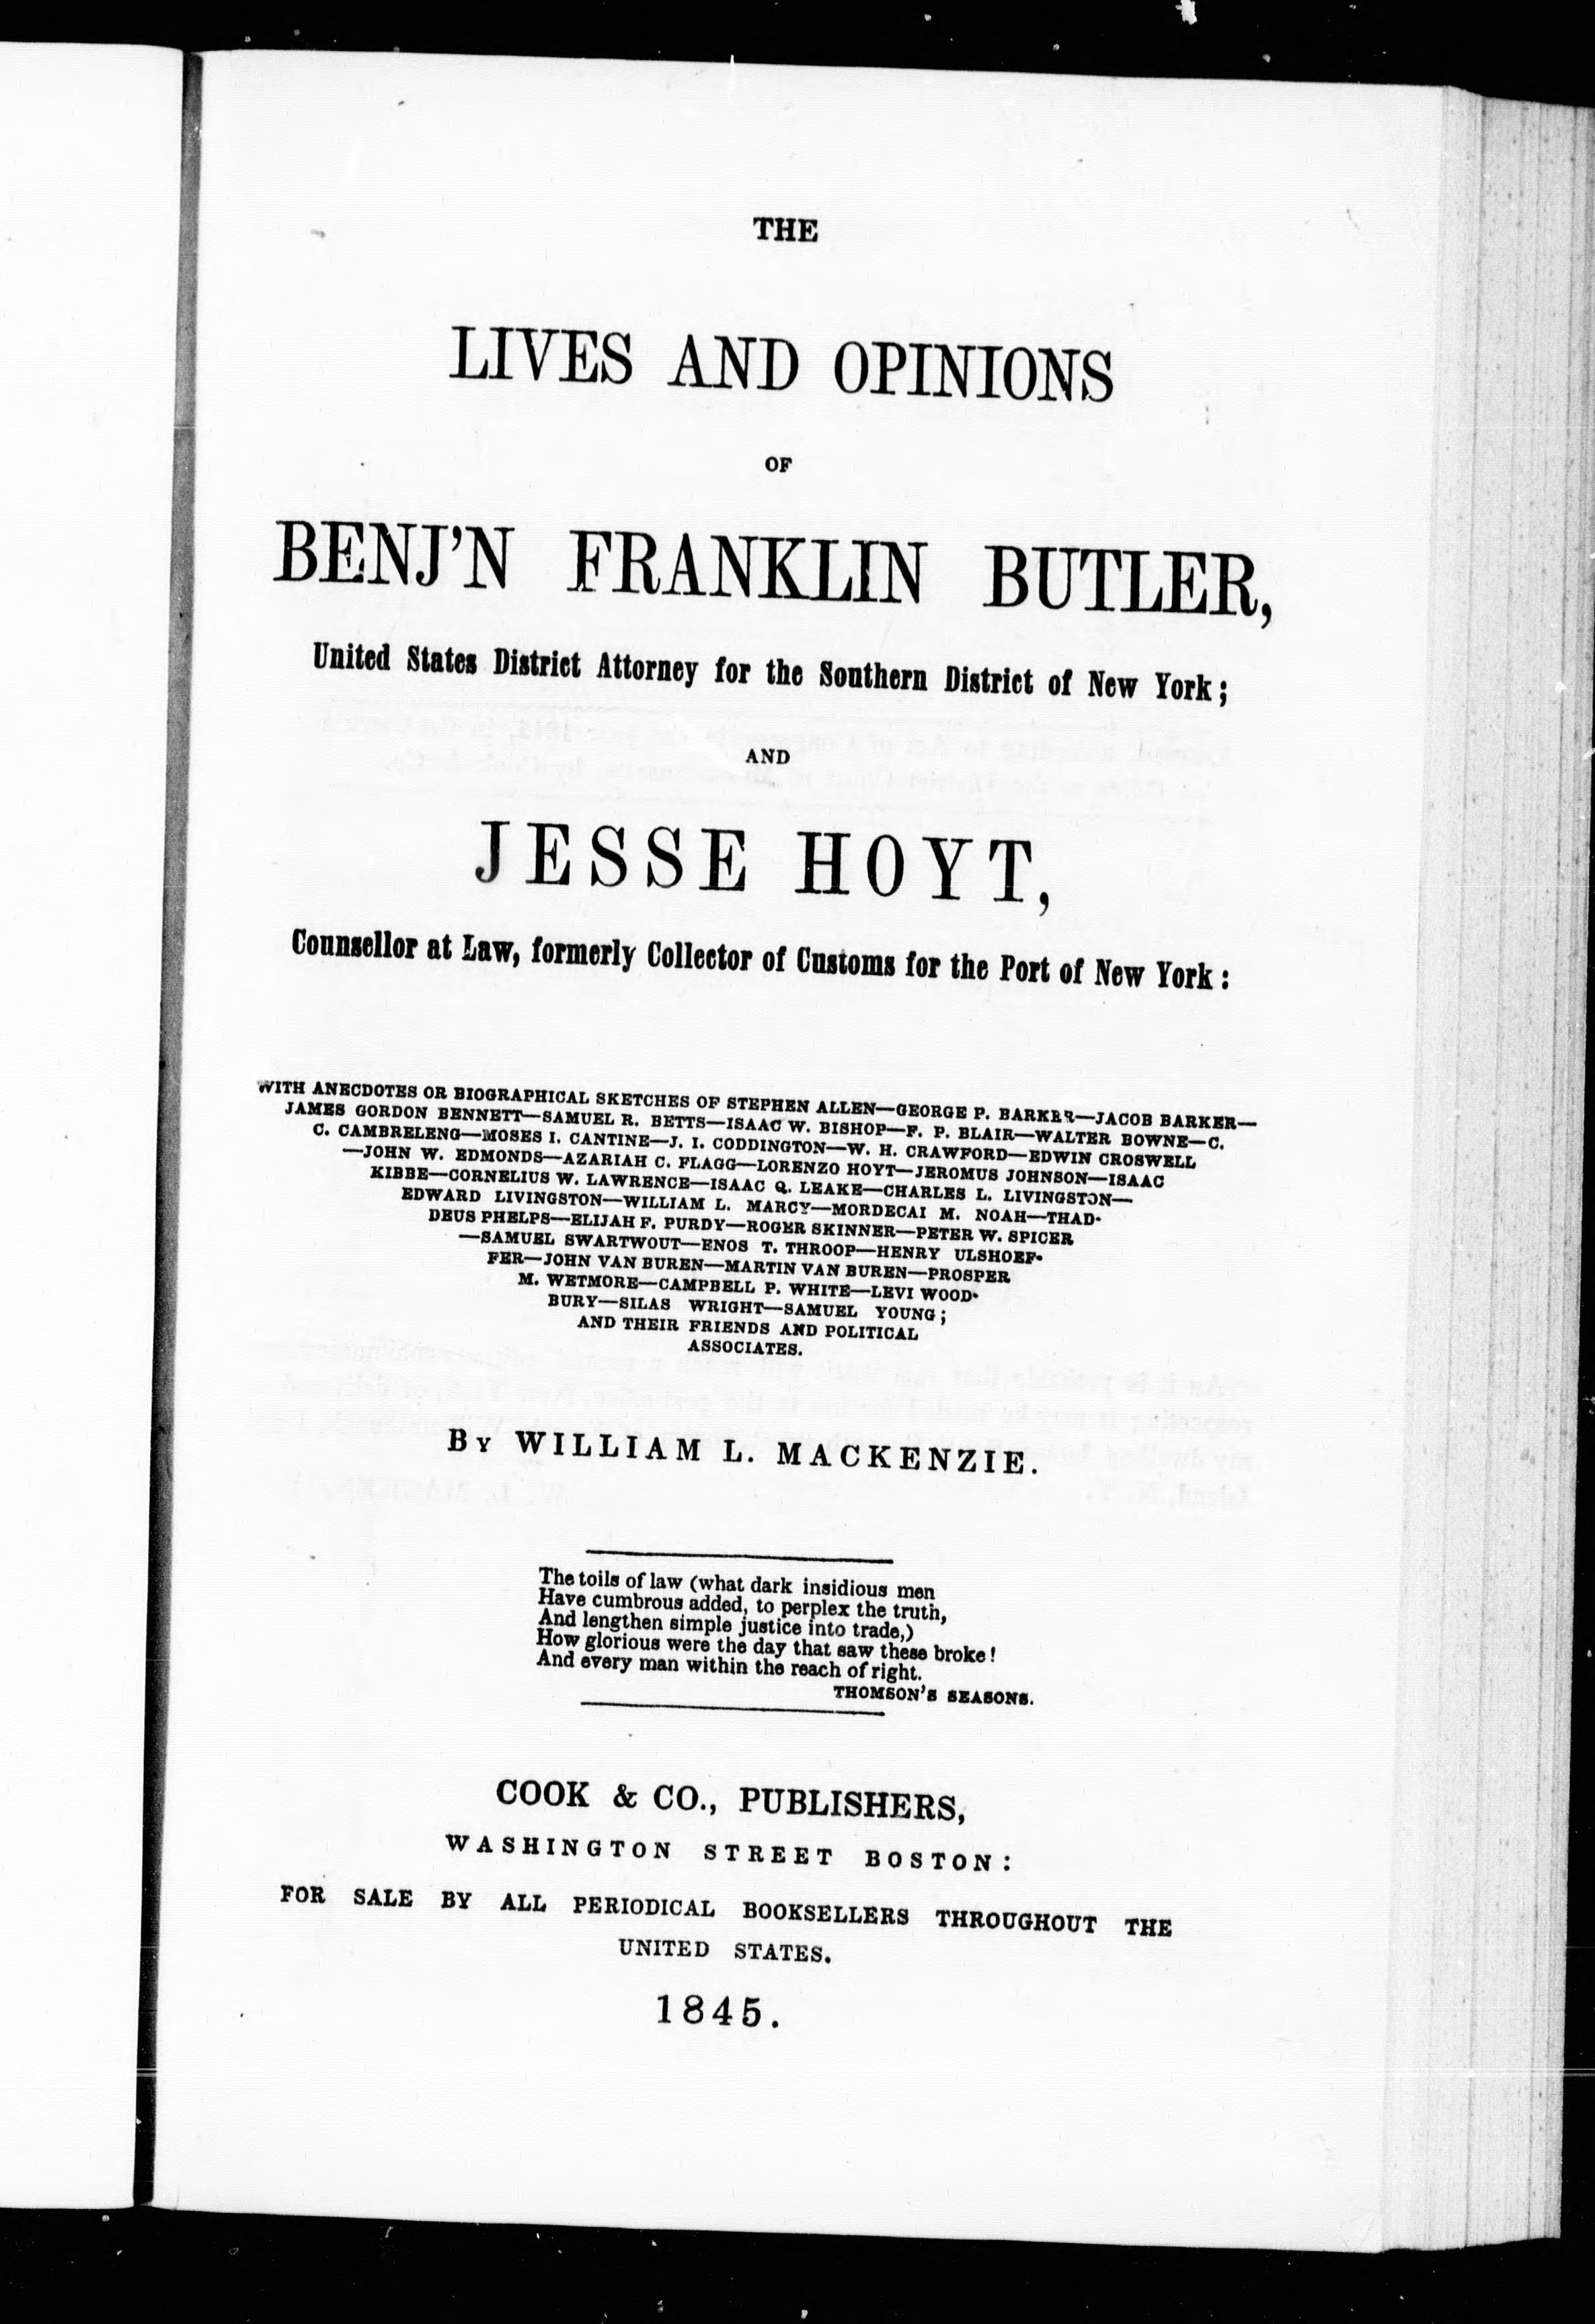 THE
LIVES AND OPINIONS
OF
BENJ'N FRANKLIN BUTLER,
United States District Attorney for the Southern District of New York;
AND
JESSE HOYT,
Counsellor at Law, formerly Collector of Customs for the Port of New York:
WITH ANECDOTES OR BIOGRAPHICAL SKETCHES OF STEPHEN ALLEN—GEORGE P. BARKER—JACOB BARKER—
JAMES GORDON BENNETT—SAMUEL R. BETTS—ISAAC W. BISHOP—F. P. BLAIR—WALTER BOWNE—C.
C. CAMBRELENG—MOSES I. CANTINE—J. I. CODDINGTON—W. H. CRAWFORD—EDWIN CROSWELL
—JOHN W. EDMONDS—AZARIAH C. FLAGG—LORENZO HOYT—JEROMUS JOHNSON—ISAAC
KIBBE—CORNELIUS W. LAWRENCE—ISAAC Q. LEAKE—CHARLES L. LIVINGSTON—
EDWARD LIVINGSTON—WILLIAM L. MARCY—MORDECAI M. NOAH—THAD-
DEUS PHELPS—ELIJAH F. PURDY—ROGER SKINNER—PETER W. SPICER
—SAMUEL SWARTWOUT—ENOS T. THROOP—HENRY ULSHOEF-
FER—JOHN VAN BUREN—MARTIN VAN BUREN—PROSPER
M. WETMORE—CAMPBELL P. WHITE—LEVI WOOD-
BURY—SILAS WRIGHT—SAMUEL YOUNG;
AND THEIR FRIENDS AND POLITICAL
ASSOCIATES.
BY WILLIAM L. MACKENZIE.
The toils of law (what dark insidious men
Have cumbrous added, to perplex the truth,
And lengthen simple justice into trade,)
How glorious were the day that saw these broke!
And every man within the reach of right.
THOMSON'S SEASONS.
COOK & CO., PUBLISHERS,
WASHINGTON STREET BOSTON:
FOR SALE BY ALL PERIODICAL BOOKSELLERS THROUGHOUT THE
UNITED STATES.
1845.